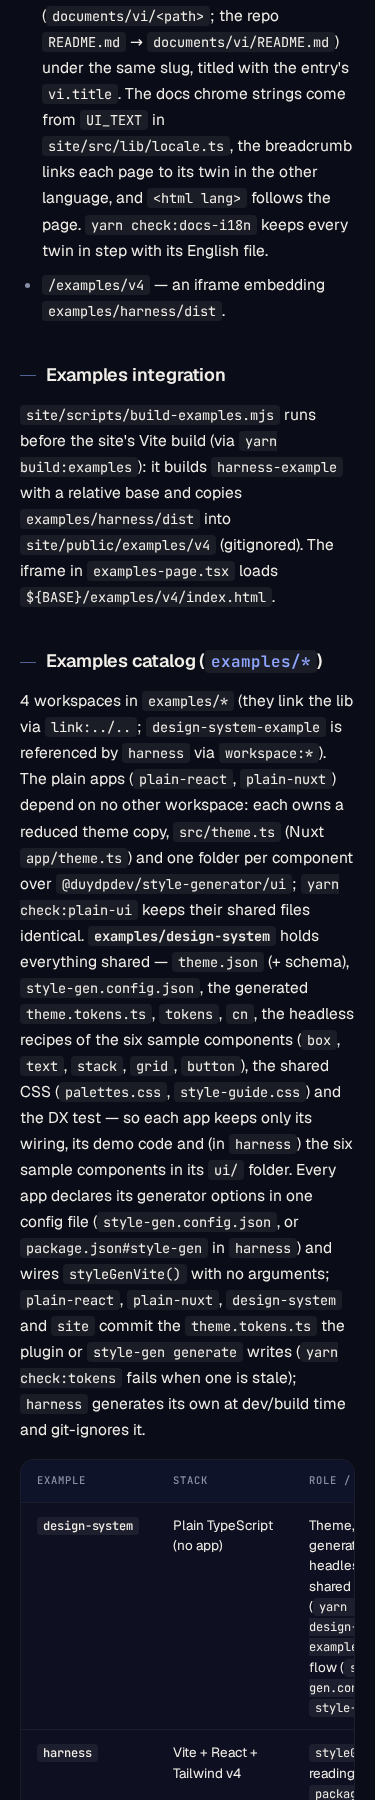 (documents/vi/<path>; the repo
README.md → documents/vi/README.md)
under the same slug, titled with the entry's
vi.title. The docs chrome strings come
from UI_TEXT in
site/src/lib/locale.ts, the breadcrumb
links each page to its twin in the other
language, and <html lang> follows the
page. yarn check:docs-i18n keeps every
twin in step with its English file.
• /examples/v4 — an iframe embedding
examples/harness/dist.
— Examples integration
site/scripts/build-examples.mjs runs
before the site's Vite build (via yarn
build:examples): it builds harness-example
with a relative base and copies
examples/harness/dist into
site/public/examples/v4 (gitignored). The
iframe in examples-page.tsx loads
${BASE}/examples/v4/index.html.
— Examples catalog (examples/*)
4 workspaces in examples/* (they link the lib
via link:../..; design-system-example is
referenced by harness via workspace:*).
The plain apps (plain-react, plain-nuxt)
depend on no other workspace: each owns a
reduced theme copy, src/theme.ts (Nuxt
app/theme.ts) and one folder per component
over @duydpdev/style-generator/ui; yarn
check:plain-ui keeps their shared files
identical. examples/design-system holds
everything shared — theme.json (+ schema),
style-gen.config.json, the generated
theme.tokens.ts, tokens, cn, the headless
recipes of the six sample components (box,
text, stack, grid, button), the shared
CSS (palettes.css, style-guide.css) and
the DX test — so each app keeps only its
wiring, its demo code and (in harness) the six
sample components in its ui/ folder. Every
app declares its generator options in one
config file (style-gen.config.json, or
package.json#style-gen in harness) and
wires styleGenVite() with no arguments;
plain-react, plain-nuxt, design-system
and site commit the theme.tokens.ts the
plugin or style-gen generate writes (yarn
check:tokens fails when one is stale);
harness generates its own at dev/build time
and git-ignores it.
EXAMPLE STACK ROLE /
design-system Plain TypeScript Theme,
(no app)
headles
shared
(yarn
design-
example
flow (
style-
harness Vite + React +
Tailwind v4
reading